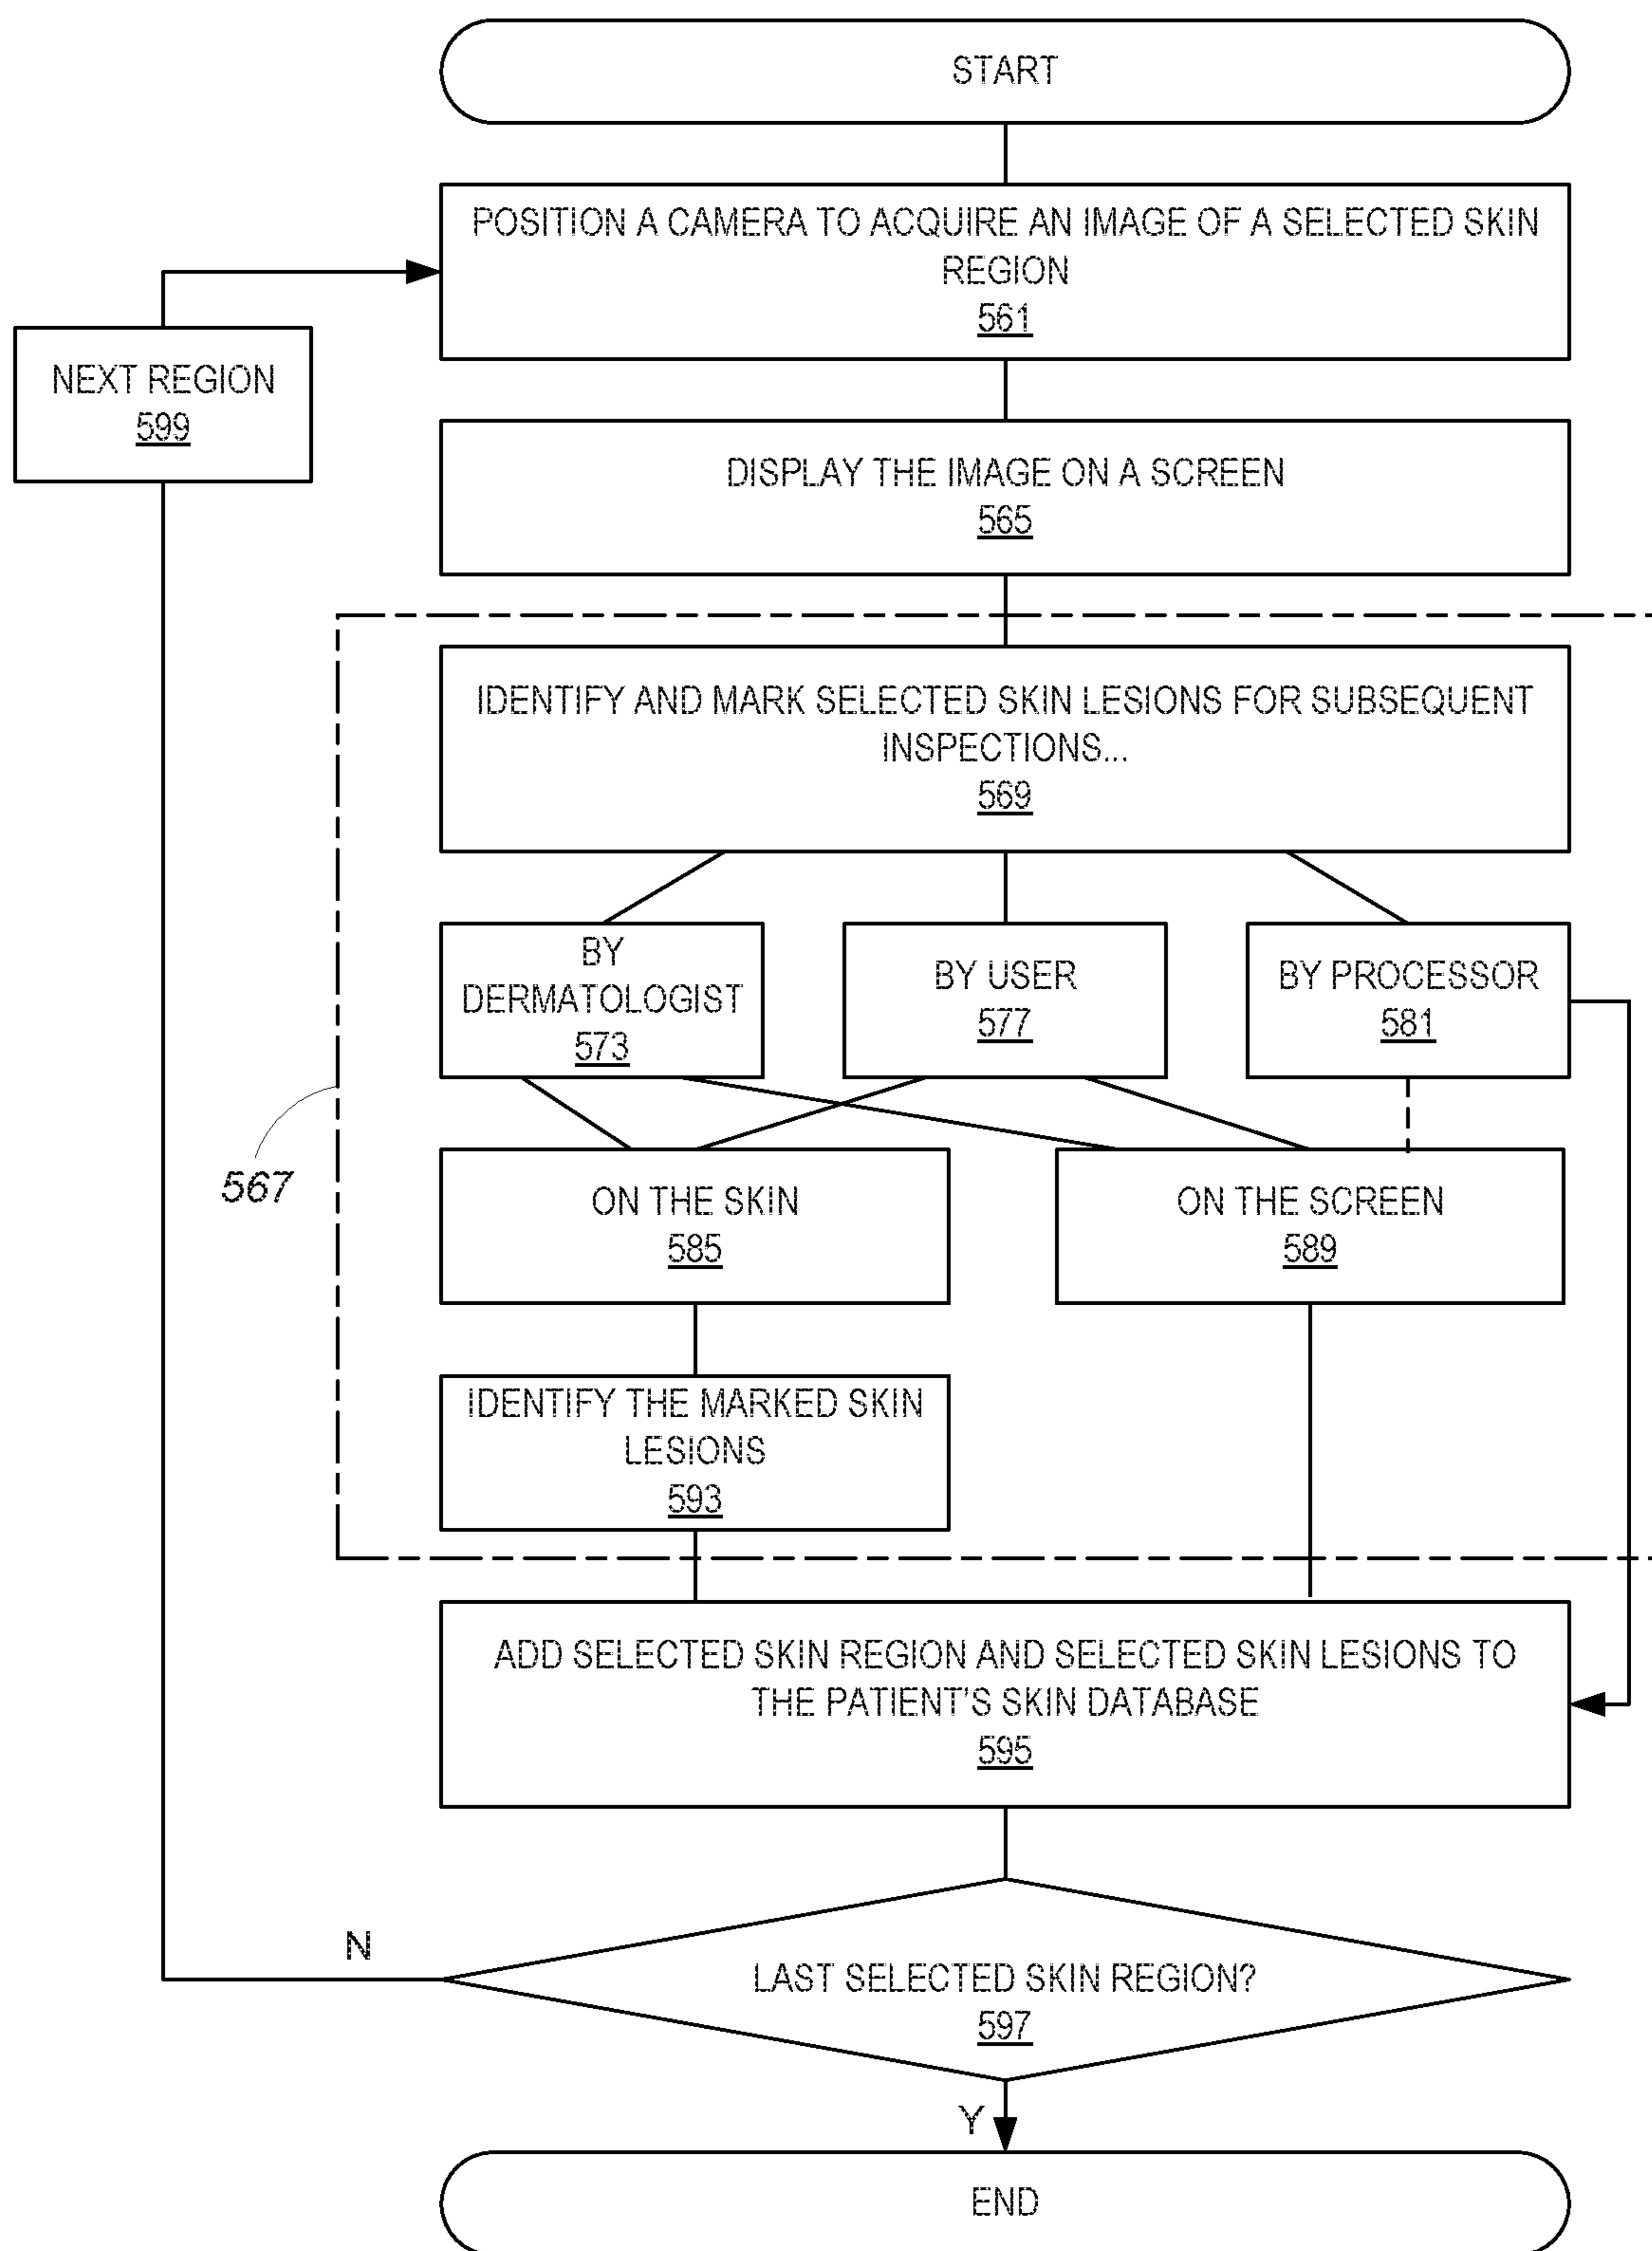 START
POSITION A CAMERA TO ACQUIRE AN IMAGE OF A SELECTED SKIN
REGION
561
NEXT REGION
599
DISPLAY THE IMAGE ON A SCREEN
565
IDENTIFY AND MARK SELECTED SKIN LESIONS FOR SUBSEQUENT
INSPECTIONS...
569
BY
DERMATOLOGIST
573
BY USER
577
BY PROCESSOR
581
567
ON THE SKIN
585
ON THE SCREEN
589
IDENTIFY THE MARKED SKIN
LESIONS
593
ADD SELECTED SKIN REGION AND SELECTED SKIN LESIONS TO
THE PATIENT'S SKIN DATABASE
595
N
LAST SELECTED SKIN REGION?
597
Y
END